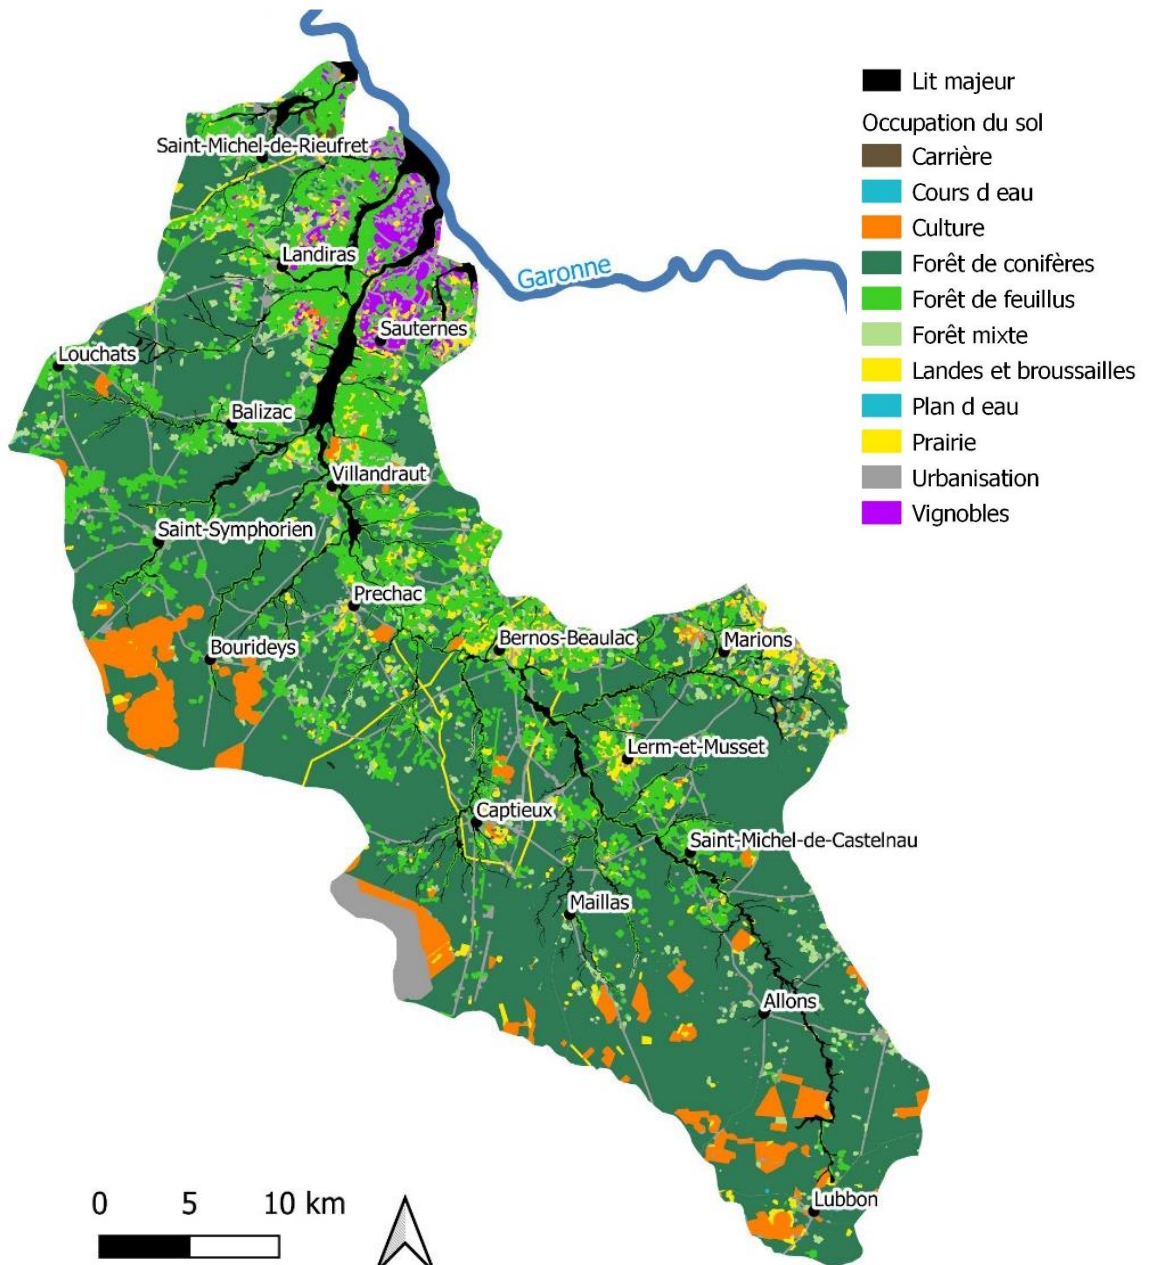 Lit majeur
Occupation du sol
Carrière
Cours d eau
Culture
Forêt de conifères
Forêt de feuillus
Forêt mixte
Landes et broussailles
Plan d eau
Prairie
Urbanisation
Vignobles
Saint-Michel-de-Rieufret
Landiras
Garonne
Sauternes
Louchats
Balizac
Villandraut
Saint-Symphorien
Prechac
Bourideys
Bernos-Beaulac
Marions
Lerm-et-Musset
Captieux
Saint-Michel-de-Castelnau
Maillas
Allons
Lubbon
0 5 10 km